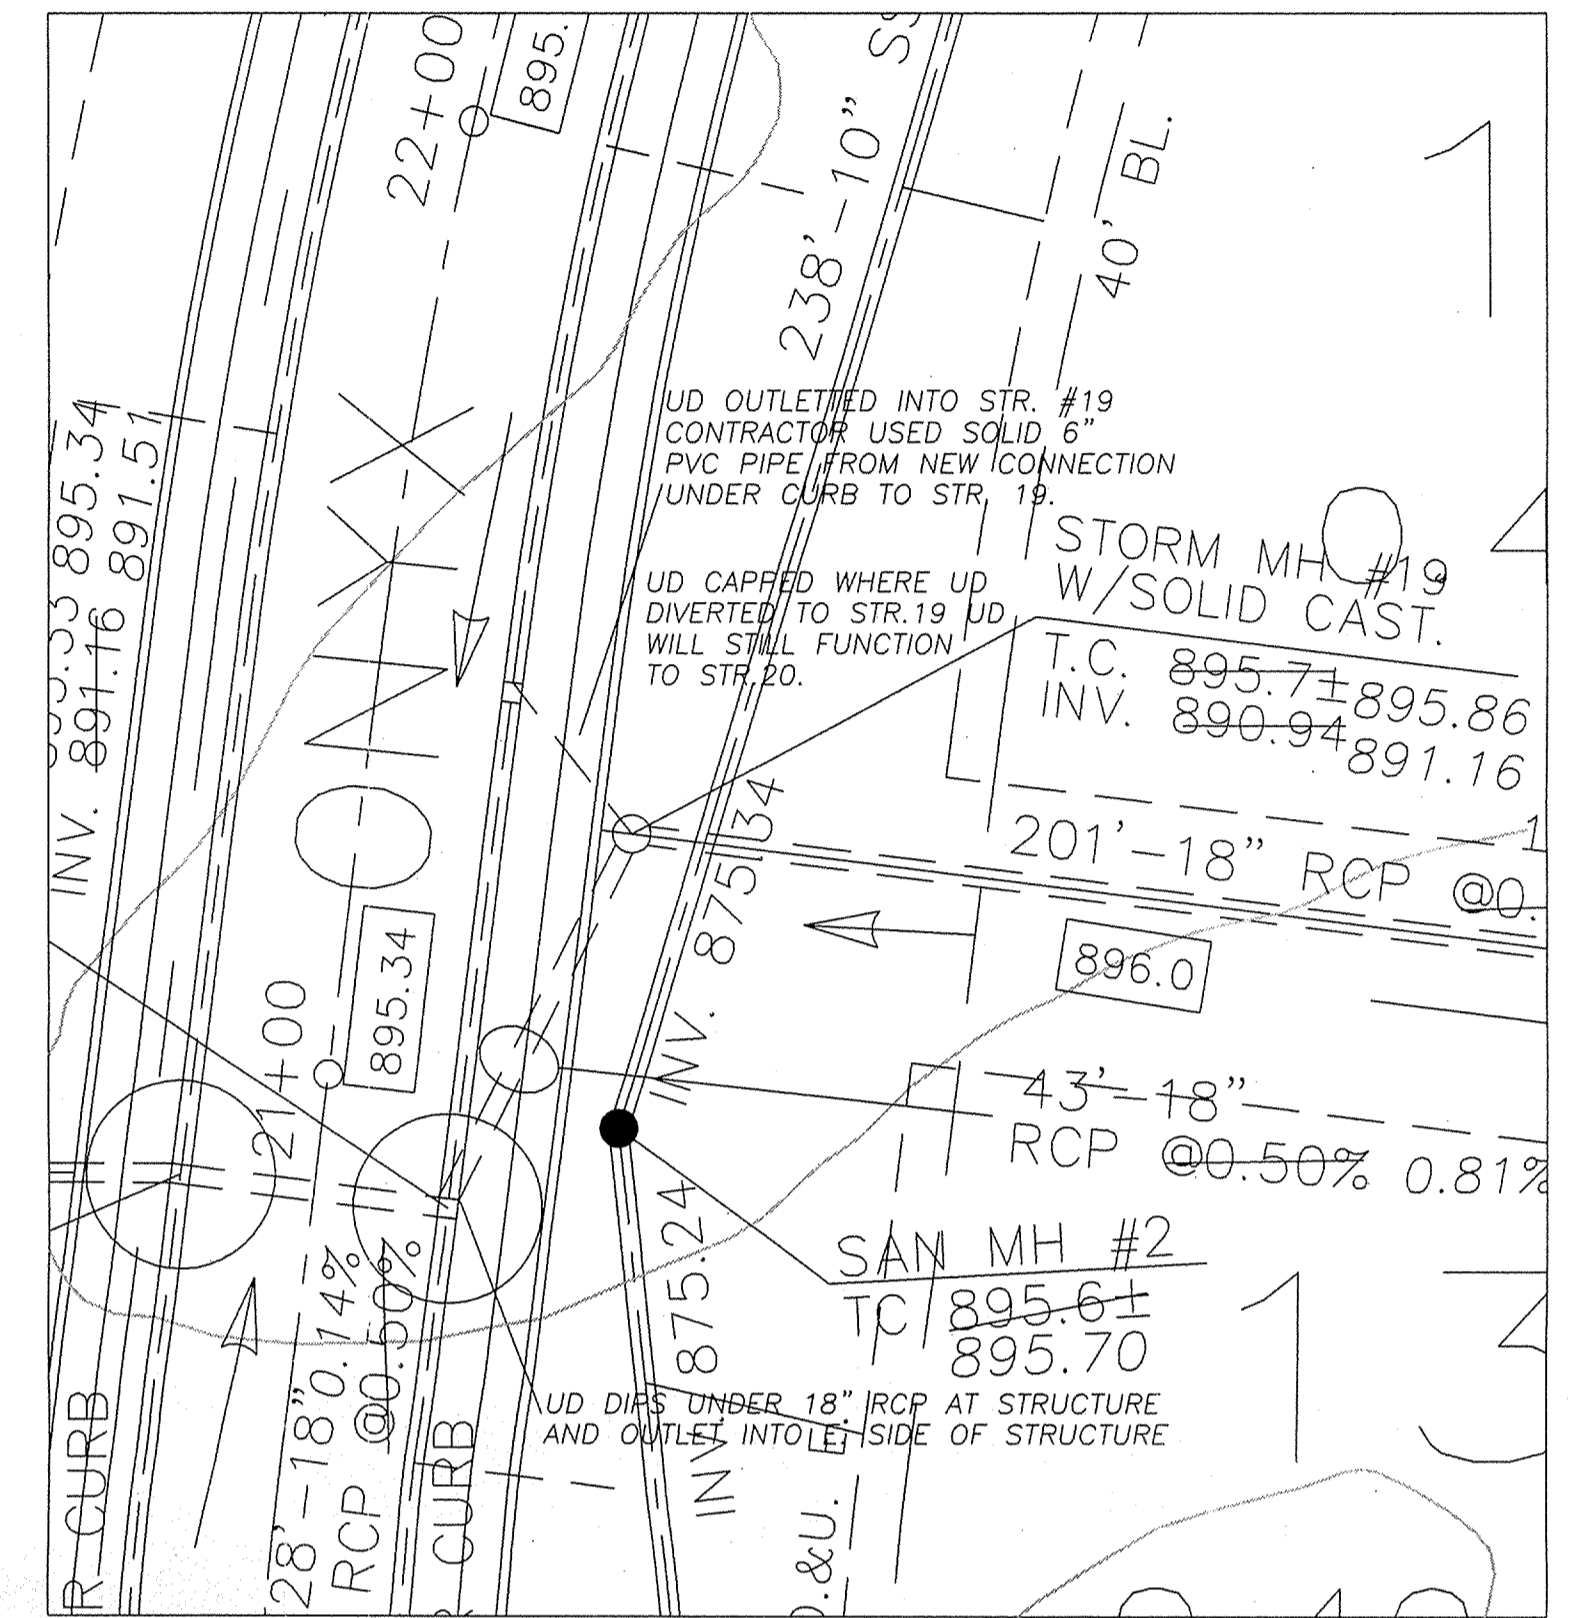 22+00
895.
238'-10" SS
40' BL.
1
UD OUTLETTED INTO STR. #19
CONTRACTOR USED SOLID 6"
PVC PIPE FROM NEW CONNECTION
UNDER CURB TO STR. 19.
UD CAPPED WHERE UD
DIVERTED TO STR.19 UD
WILL STILL FUNCTION
TO STR.20.
STORM MH #19
W/SOLID CAST.
T.C. 895.7± 895.86
INV. 890.94 891.16
895.34
INV. 891.16 891.51
ONYX
201'-18" RCP @0.
896.0
INV. 875.34
895.34
21+00
43'-18"
RCP @0.50% 0.81%
SAN MH #2
TC 895.6±
895.70
INV. 875.24
UD DIPS UNDER 18" RCP AT STRUCTURE
AND OUTLET INTO E. SIDE OF STRUCTURE
28'-18" 0.14%
RCP @0.50%
R CURB
CURB
D.&U. E.
13